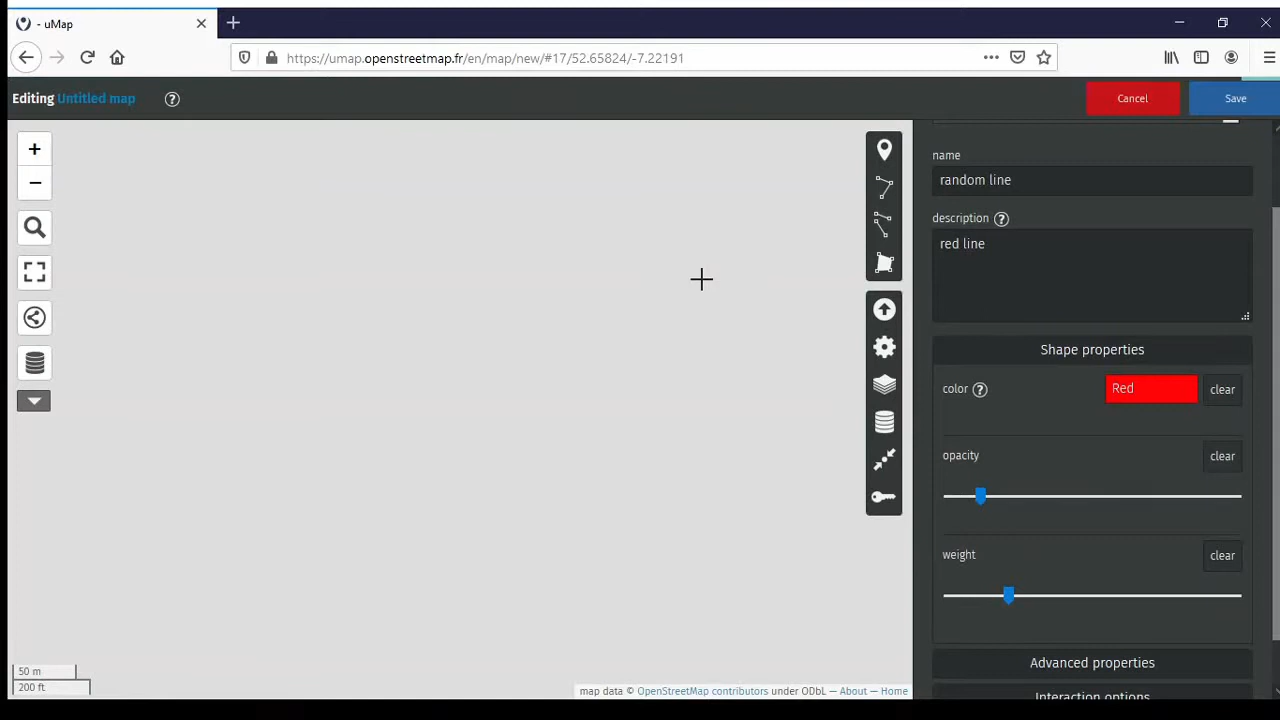 - uMap
https://umap.openstreetmap.fr/en/map/new/#17/52.65824/-7.22191
Editing Untitled map
Cancel
Save
name
random line
description
red line
Shape properties
color
Red
clear
opacity
clear
weight
clear
Advanced properties
Interaction options
50 m
200 ft
map data © OpenStreetMap contributors under ODbL — About — Home